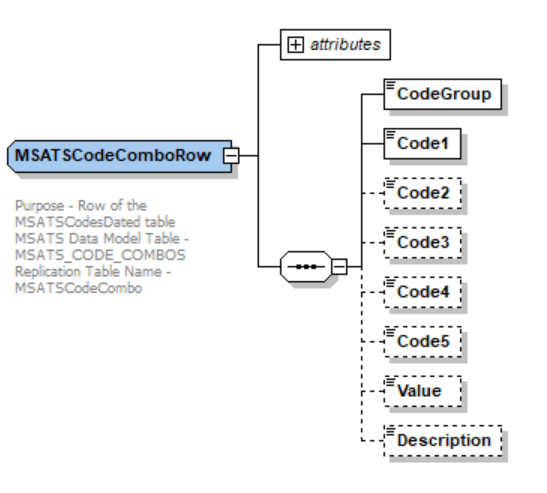 attributes
CodeGroup
Code1
MSATSCodeComboRow
Code2
Purpose - Row of the
MSATSCodesDated table
MSATS Data Model Table -
MSATS_CODE_COMBOS
Replication Table Name -
MSATSCodeCombo
Code3
Code4
Code5
Value
Description